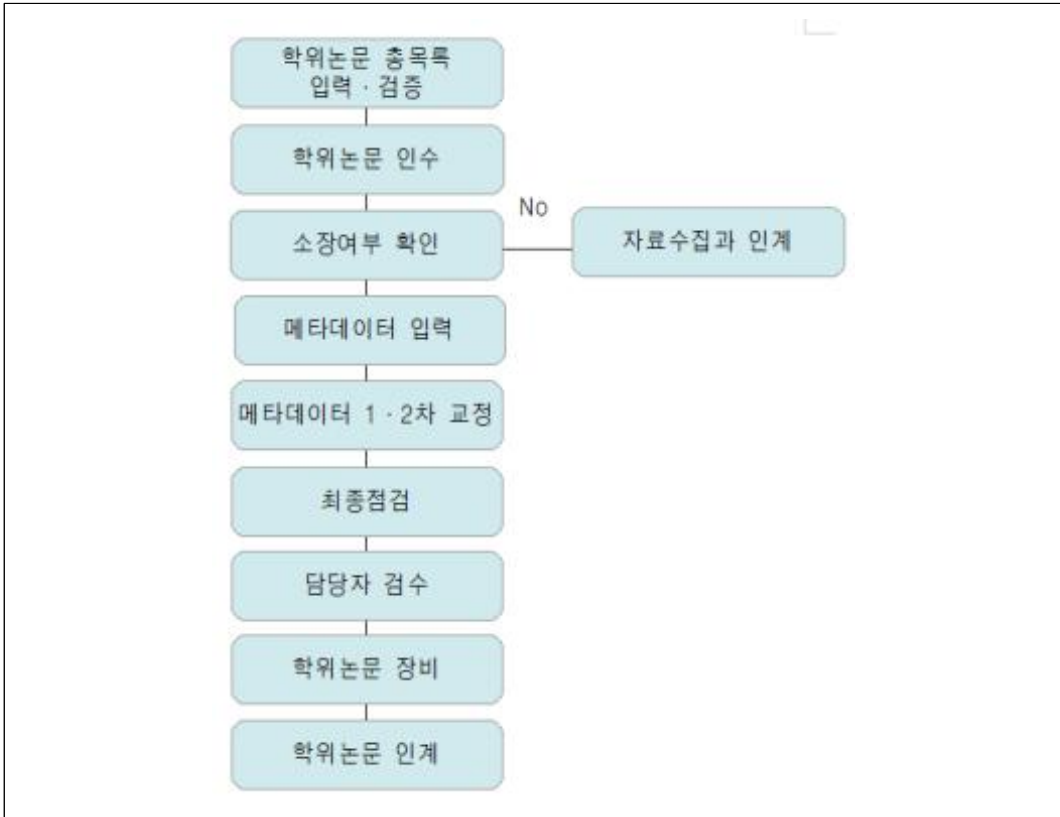 학위논문 총목록
입력 · 검증
학위논문 인수
No
소장여부 확인
자료수집과 인계
메타데이터 입력
메타데이터 1 · 2차 교정
최종점검
담당자 검수
학위논문 장비
학위논문 인계